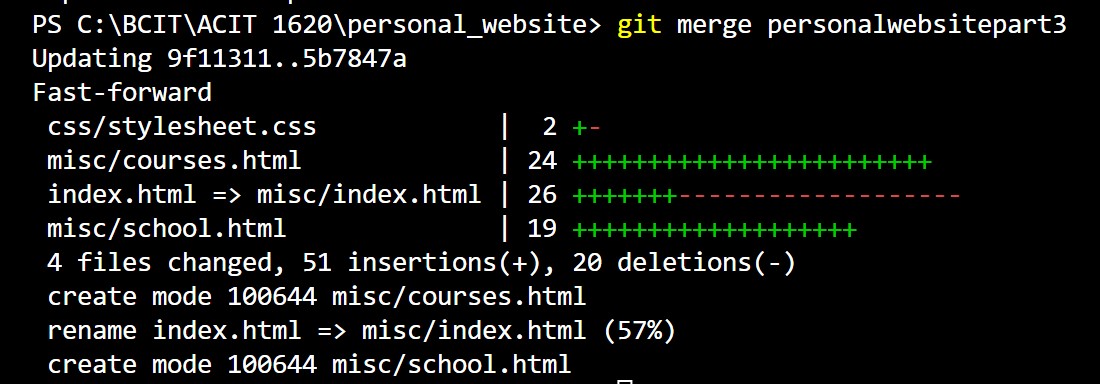 PS C:\BCIT\ACIT 1620\personal_website> git merge personalwebsitepart3
Updating 9f11311..5b7847a
Fast-forward
 css/stylesheet.css             |  2 +-
 misc/courses.html              | 24 ++++++++++++++++++++++++
 index.html => misc/index.html | 26 +++++++-------------------
 misc/school.html               | 19 +++++++++++++++++++
 4 files changed, 51 insertions(+), 20 deletions(-)
 create mode 100644 misc/courses.html
 rename index.html => misc/index.html (57%)
 create mode 100644 misc/school.html